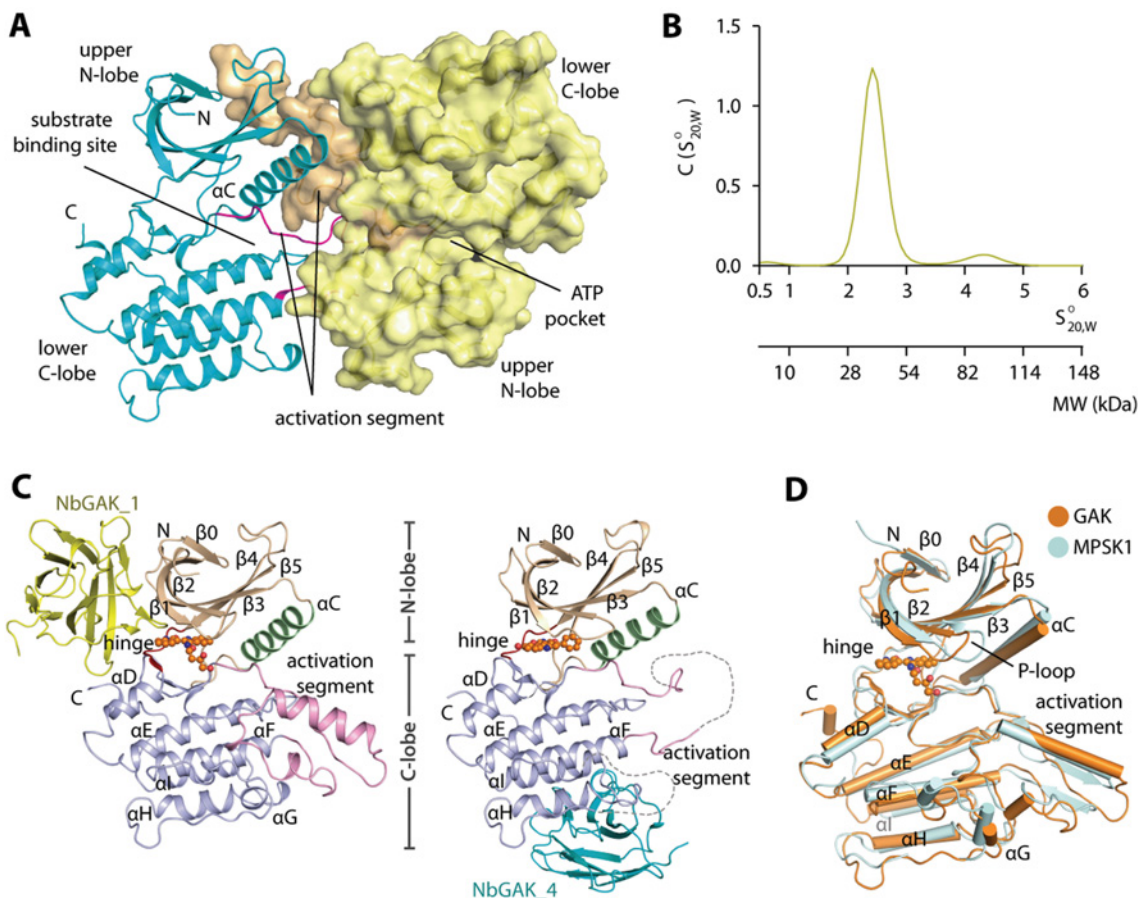 A
upper
N-lobe
substrate
binding site
N
αC
C
lower
C-lobe
activation segment
lower
C-lobe
ATP
pocket
upper
N-lobe
B
C (S°20,W)
1.5
1.0
0.5
0.0
0.5 1 2 3 4 5 6
S°20,W
10 28 54 82 114 148
MW (kDa)
C
NbGAK_1
N
β0
β4
β5
β2
β1
β3
αC
hinge
activation
segment
αD
C
αE
αF
αI
αH
αG
N-lobe
C-lobe
N
β0
β4
β5
β2
β1
β3
αC
hinge
αD
C
αE
αF
activation
segment
αI
αH
NbGAK_4
D
GAK
MPSK1
N
β0
β4
β5
β2
β1
β3
αC
hinge
P-loop
C
activation
segment
αD
αE
αF
αI
αH
αG